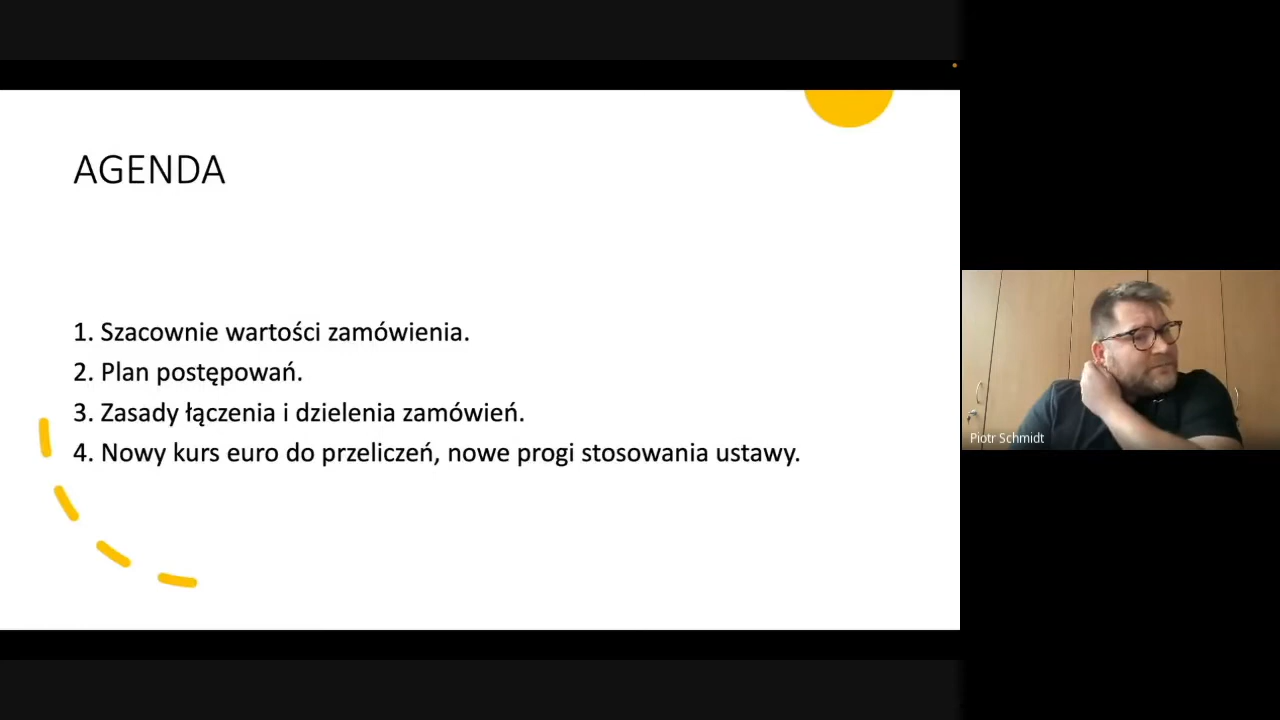 AGENDA
1. Szacownie wartości zamówienia.
2. Plan postępowań.
3. Zasady łączenia i dzielenia zamówień.
4. Nowy kurs euro do przeliczeń, nowe progi stosowania ustawy.
Piotr Schmidt